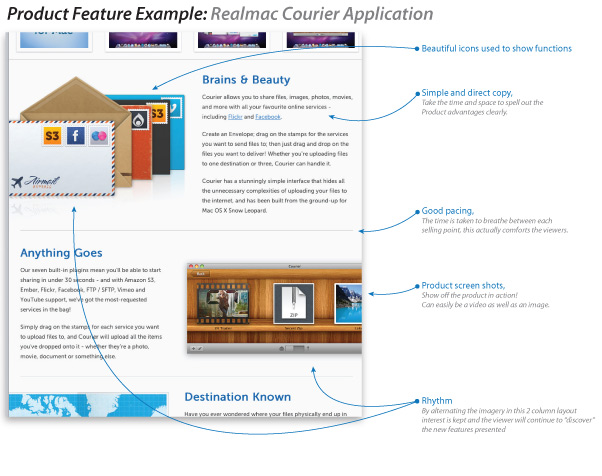 Product Feature Example: Realmac Courier Application
for Mac
Beautiful icons used to show functions
Brains & Beauty
Courier allows you to share files, images, photos, movies,
and more with all your favourite online services -
including Flickr and Facebook.
Create an Envelope; drag on the stamps for the services
you want to send files to; then just drag and drop on the
files you want to deliver! Whether you're uploading files
to one destination or three, Courier can handle it.
Courier has a stunningly simple interface that hides all
the unnecessary complexities of uploading your files to
the internet, and has been built from the ground-up for
Mac OS X Snow Leopard.
S3
S3
Airmail
Simple and direct copy,
Take the time and space to spell out the
Product advantages clearly.
Good pacing,
The time is taken to breathe between each
selling point, this actually comforts the viewers.
Anything Goes
Our seven built-in plugins mean you'll be able to start
sharing in under 30 seconds - and with Amazon S3,
Ember, Flickr, Facebook, FTP / SFTP, Vimeo and
YouTube support, we've got the most-requested
services in the bag!
Simply drag on the stamps for each service you want
to upload files to, and Courier will upload all the items
you've dropped onto it - whether they're a photo,
movie, document or something else.
Courier
ZIP
Product screen shots,
Show off the product in action!
Can easily be a video as well as an image.
Destination Known
Have you ever wondered where your files physically end up in
Rhythm
By alternating the imagery in this 2 column layout
interest is kept and the viewer will continue to "discover"
the new features presented